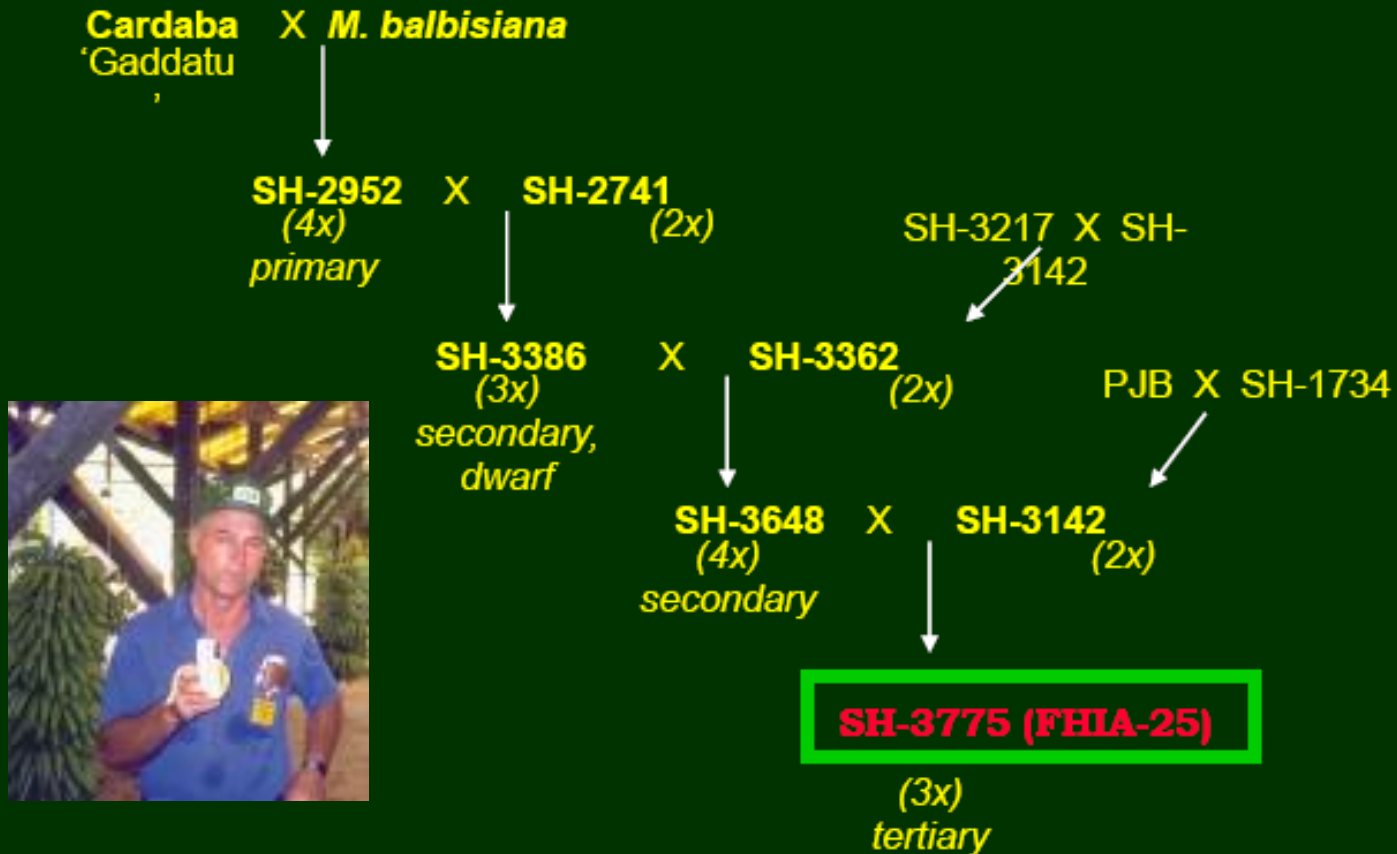 Cardaba X M. balbisiana
‘Gaddatu
’
SH-2952 X SH-2741
(4x) (2x)
primary
SH-3217 X SH-
3142
SH-3386 X SH-3362
(3x) (2x)
secondary,
dwarf
PJB X SH-1734
SH-3648 X SH-3142
(4x) (2x)
secondary
SH-3775 (FHIA-25)
(3x)
tertiary